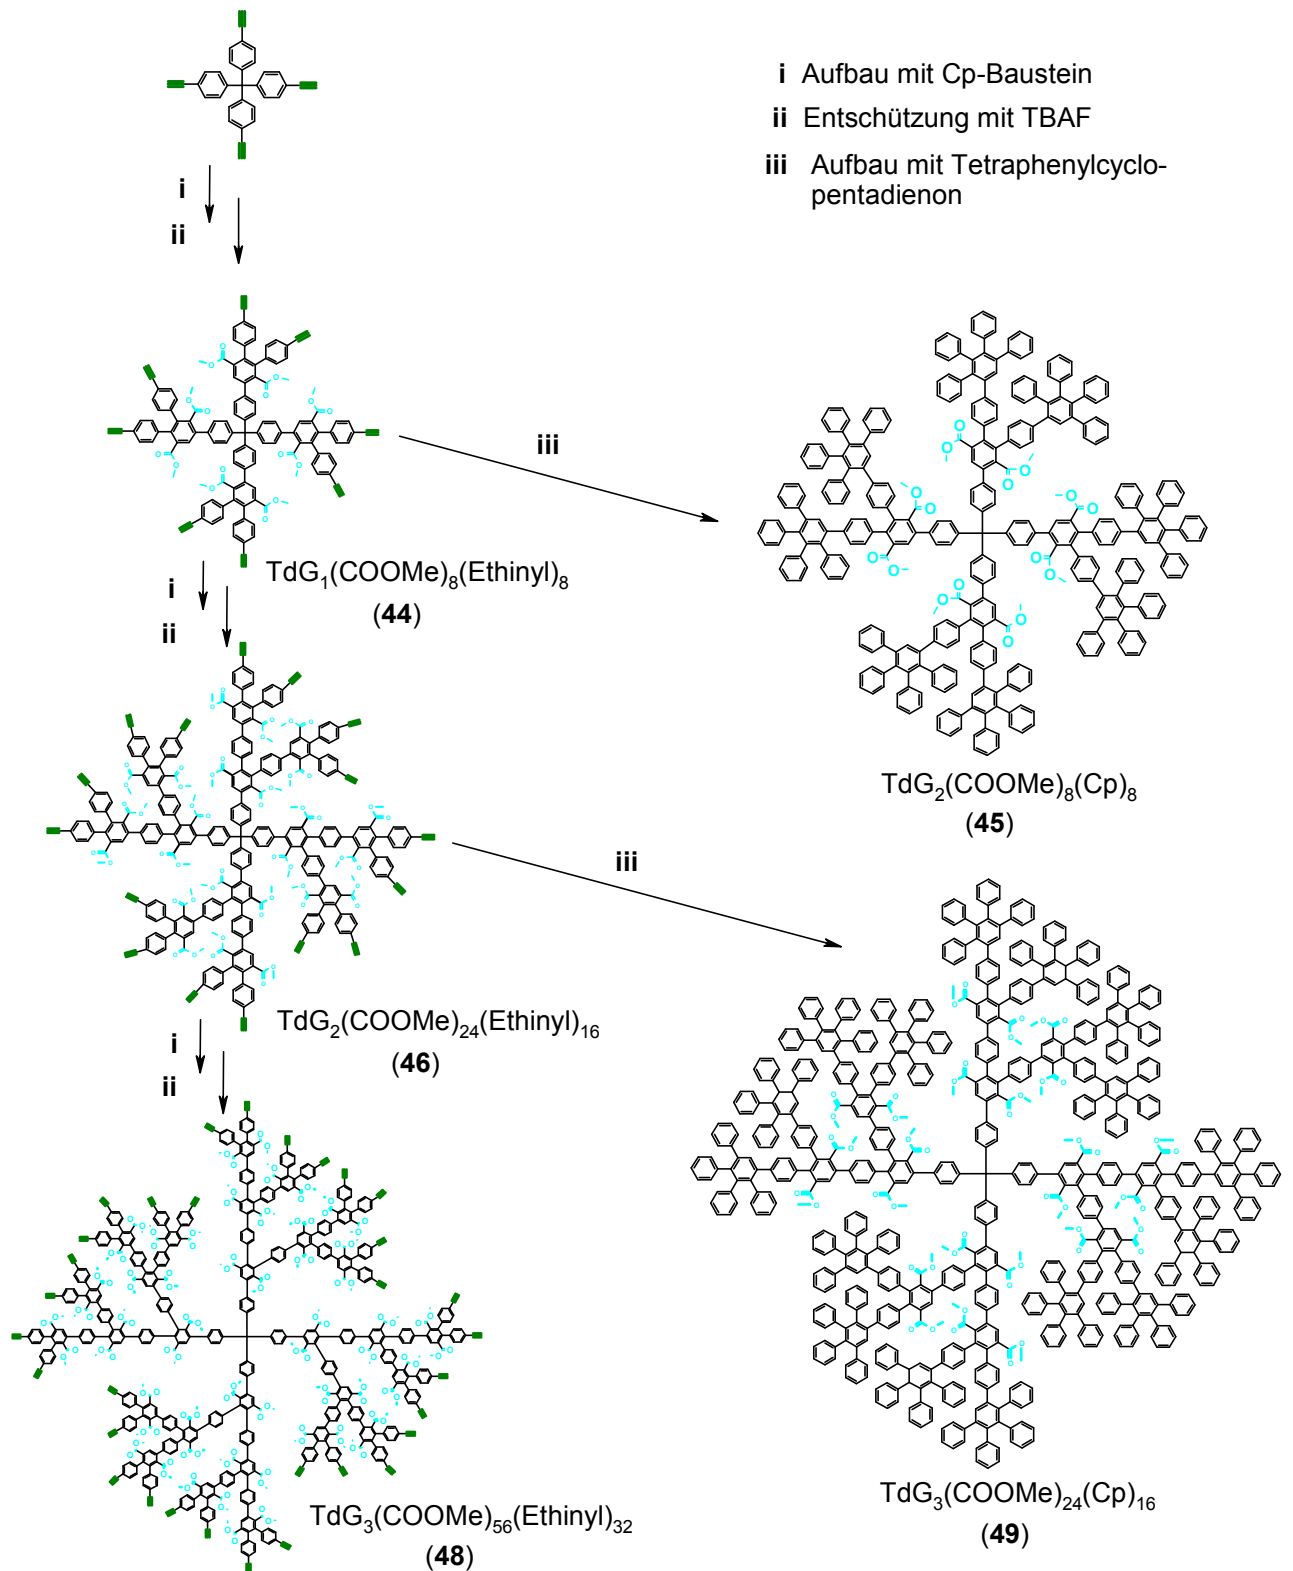 i Aufbau mit Cp-Baustein
ii Entschützung mit TBAF
iii Aufbau mit Tetraphenylcyclo-
pentadienon
i
ii
iii
TdG1(COOMe)8(Ethinyl)8
(44)
i
ii
TdG2(COOMe)8(Cp)8
(45)
iii
TdG2(COOMe)24(Ethinyl)16
(46)
i
ii
TdG3(COOMe)24(Cp)16
(49)
TdG3(COOMe)56(Ethinyl)32
(48)